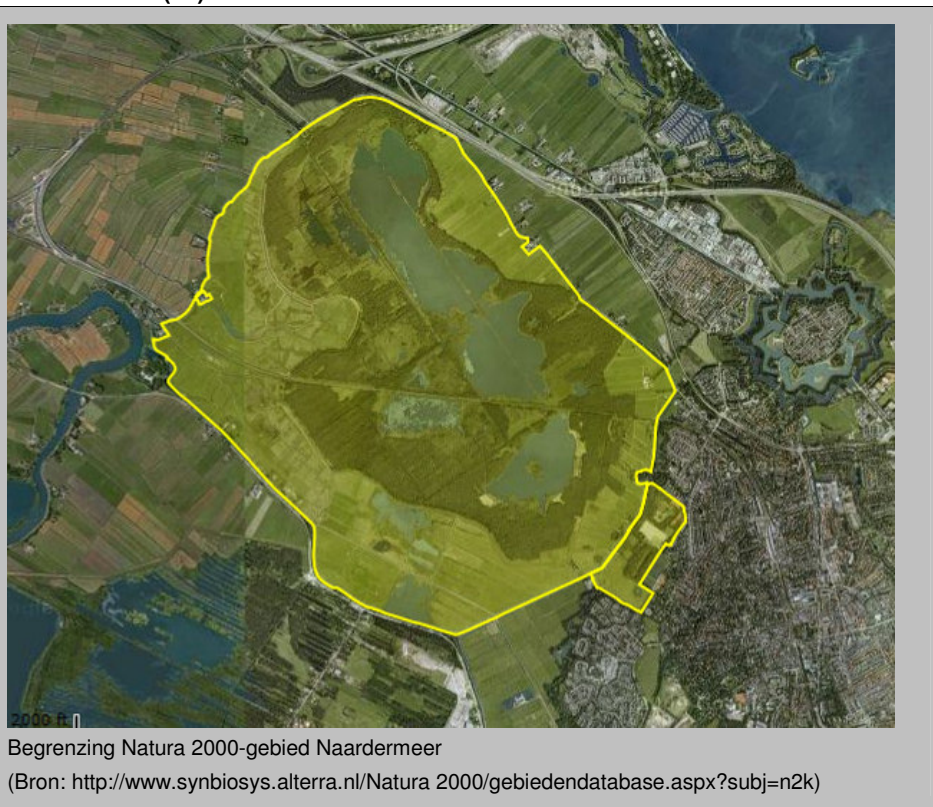 2000 ft
Begrenzing Natura 2000-gebied Naardermeer
(Bron: http://www.synbiosys.alterra.nl/Natura 2000/gebiedendatabase.aspx?subj=n2k)